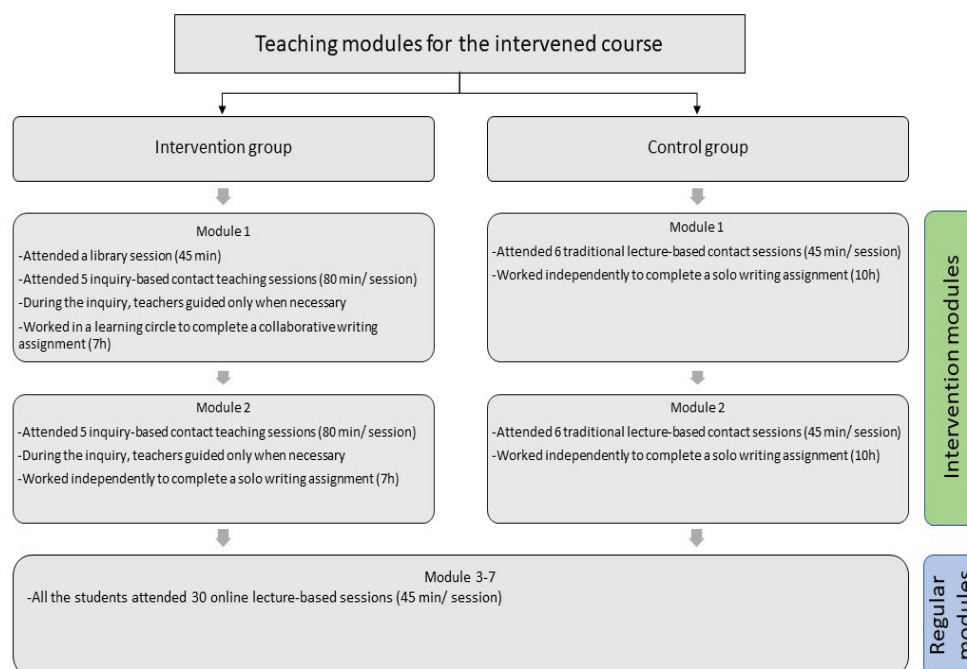 Teaching modules for the intervened course
Intervention group
Control group
Module 1
-Attended a library session (45 min)
-Attended 5 inquiry-based contact teaching sessions (80 min/ session)
-During the inquiry, teachers guided only when necessary
-Worked in a learning circle to complete a collaborative writing
assignment (7h)
Module 1
-Attended 6 traditional lecture-based contact sessions (45 min/ session)
-Worked independently to complete a solo writing assignment (10h)
Module 2
-Attended 5 inquiry-based contact teaching sessions (80 min/ session)
-During the inquiry, teachers guided only when necessary
-Worked independently to complete a solo writing assignment (7h)
Module 2
-Attended 6 traditional lecture-based contact sessions (45 min/ session)
-Worked independently to complete a solo writing assignment (10h)
Intervention modules
Module 3-7
-All the students attended 30 online lecture-based sessions (45 min/ session)
Regular
modules